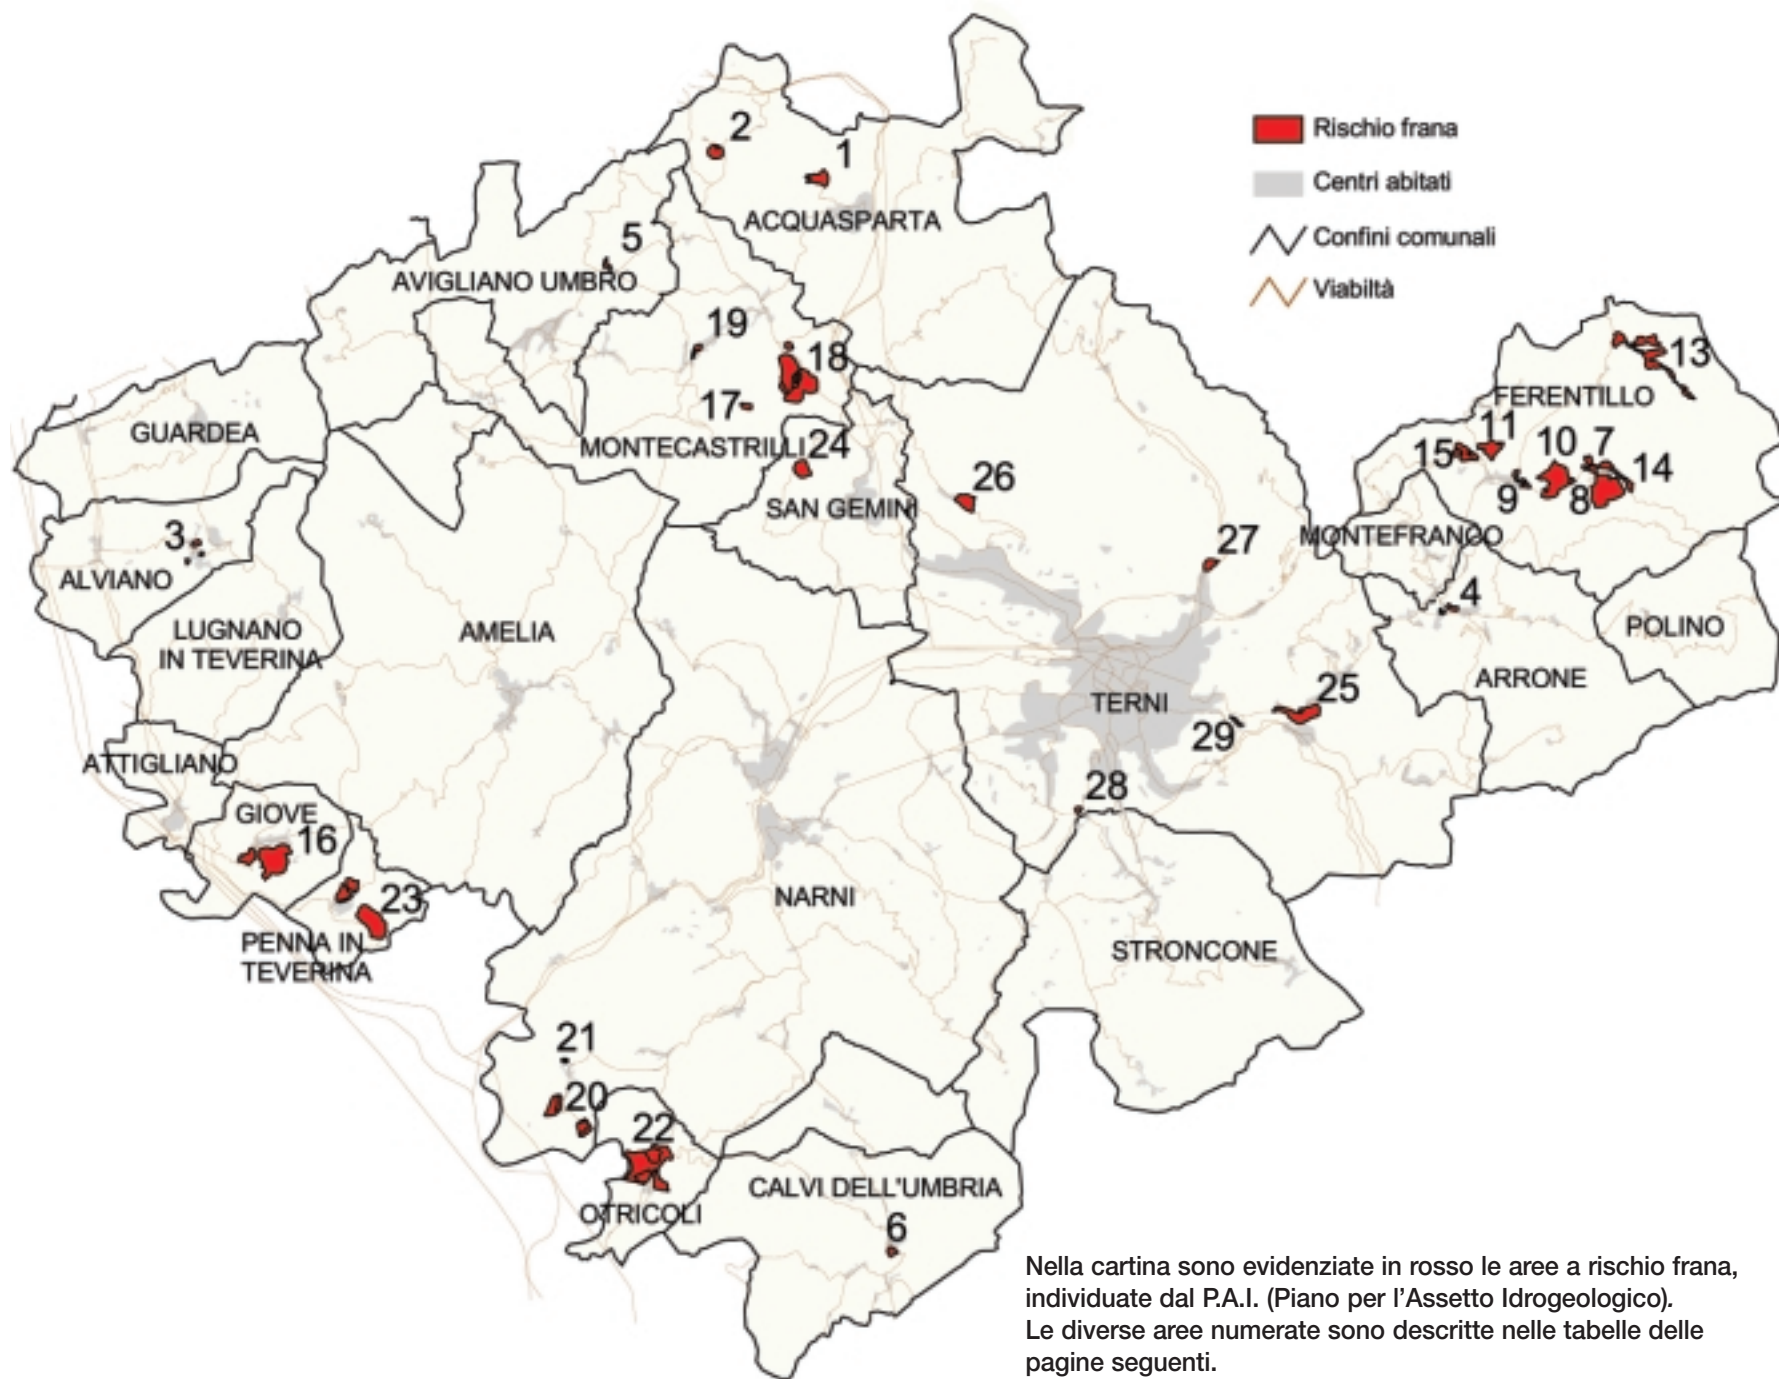 2
1
ACQUASPARTA
Rischio frana
Centri abitati
Confini comunali
Viabiltà
5
AVIGLIANO UMBRO
19
18
17
MONTECASTRILLI
24
SAN GEMINI
GUARDEA
3
ALVIANO
LUGNANO
IN TEVERINA
AMELIA
26
27
13
FERENTILLO
11
15
10
7
14
9
8
MONTEFRANCO
4
POLINO
ARRONE
TERNI
25
29
28
ATTIGLIANO
GIOVE
16
23
PENNA IN
TEVERINA
NARNI
STRONCONE
21
20
22
OTRICOLI
CALVI DELL'UMBRIA
6
Nella cartina sono evidenziate in rosso le aree a rischio frana,
individuate dal P.A.I. (Piano per l'Assetto Idrogeologico).
Le diverse aree numerate sono descritte nelle tabelle delle
pagine seguenti.